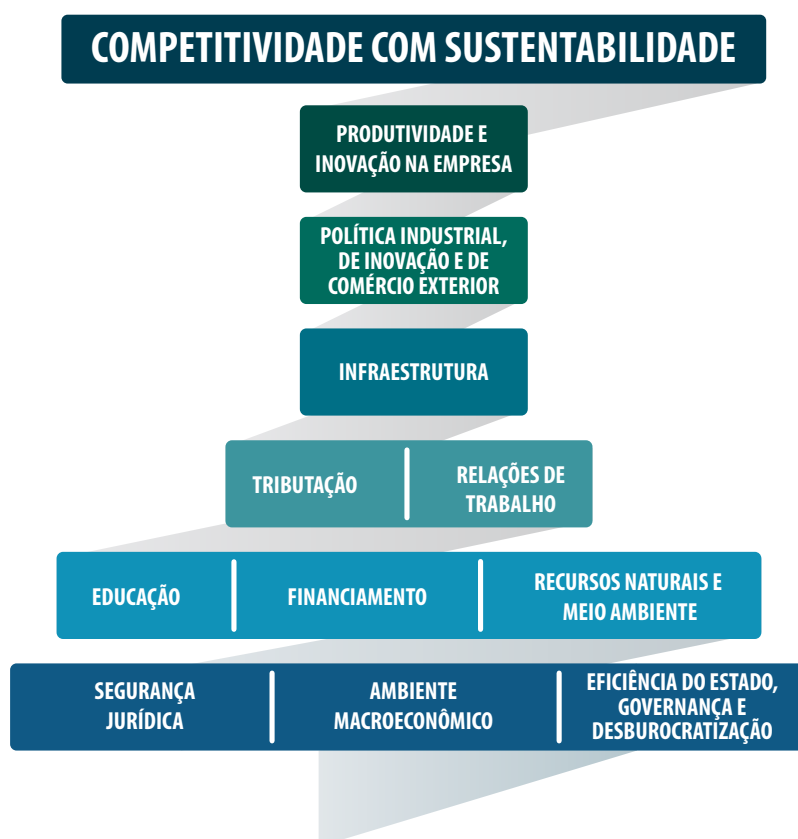 COMPETITIVIDADE COM SUSTENTABILIDADE
PRODUTIVIDADE E
INOVAÇÃO NA EMPRESA
POLÍTICA INDUSTRIAL,
DE INOVAÇÃO E DE
COMÉRCIO EXTERIOR
INFRAESTRUTURA
TRIBUTAÇÃO
RELAÇÕES DE
TRABALHO
EDUCAÇÃO
FINANCIAMENTO
RECURSOS NATURAIS E
MEIO AMBIENTE
SEGURANÇA
JURÍDICA
AMBIENTE
MACROECONÔMICO
EFICIÊNCIA DO ESTADO,
GOVERNANÇA E
DESBUROCRATIZAÇÃO